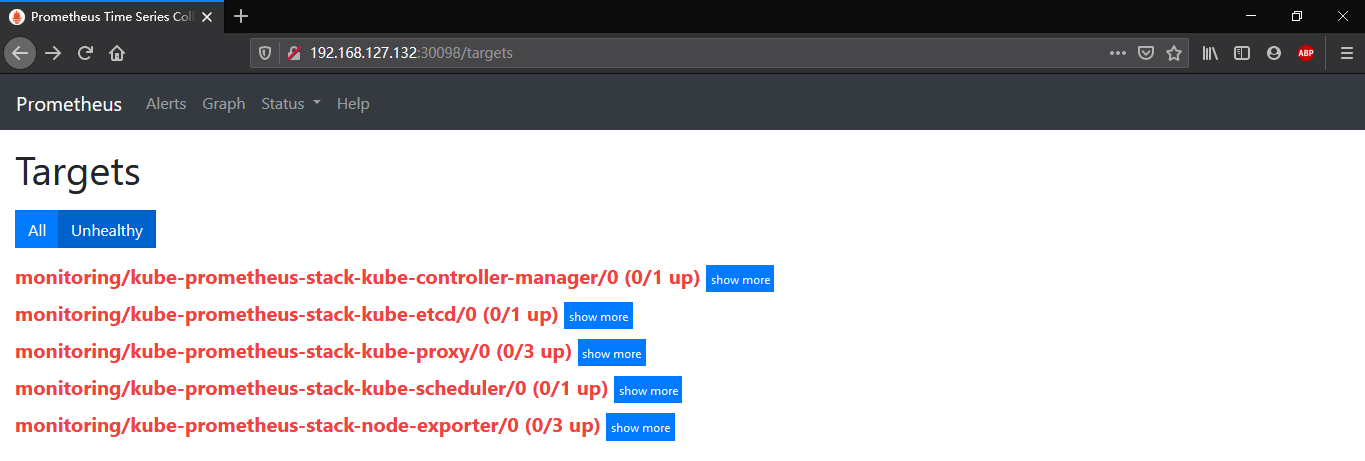 Prometheus Time Series Coll
192.168.127.132:30098/targets
ABP
Prometheus Alerts Graph Status Help
Targets
All Unhealthy
monitoring/kube-prometheus-stack-kube-controller-manager/0 (0/1 up) show more
monitoring/kube-prometheus-stack-kube-etcd/0 (0/1 up) show more
monitoring/kube-prometheus-stack-kube-proxy/0 (0/3 up) show more
monitoring/kube-prometheus-stack-kube-scheduler/0 (0/1 up) show more
monitoring/kube-prometheus-stack-node-exporter/0 (0/3 up) show more